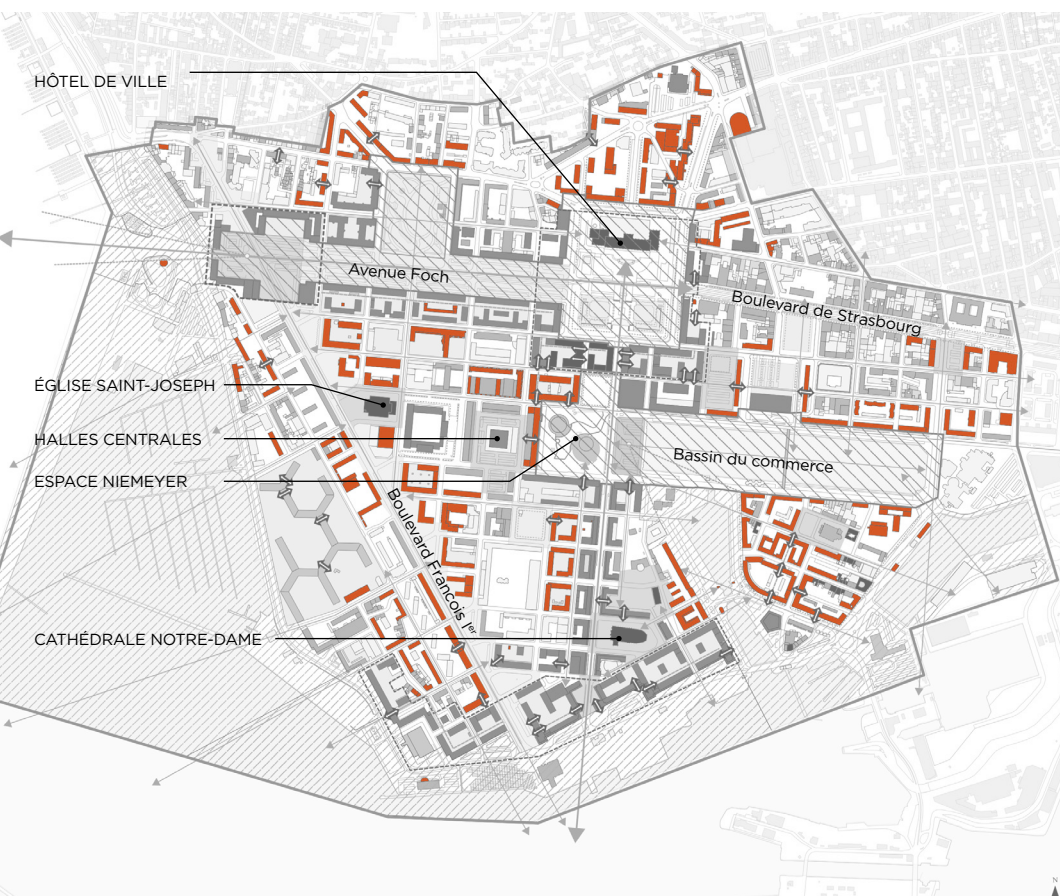 HÔTEL DE VILLE
Avenue Foch
Boulevard de Strasbourg
ÉGLISE SAINT-JOSEPH
HALLES CENTRALES
ESPACE NIEMEYER
Bassin du commerce
Boulevard François Ier
CATHÉDRALE NOTRE-DAME
N